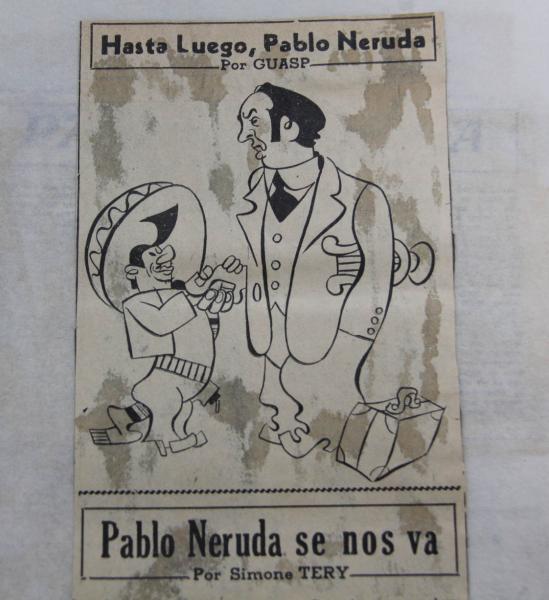 Hasta Luego, Pablo Neruda
Por GUASP
Pablo Neruda se nos va
Por Simone TERY